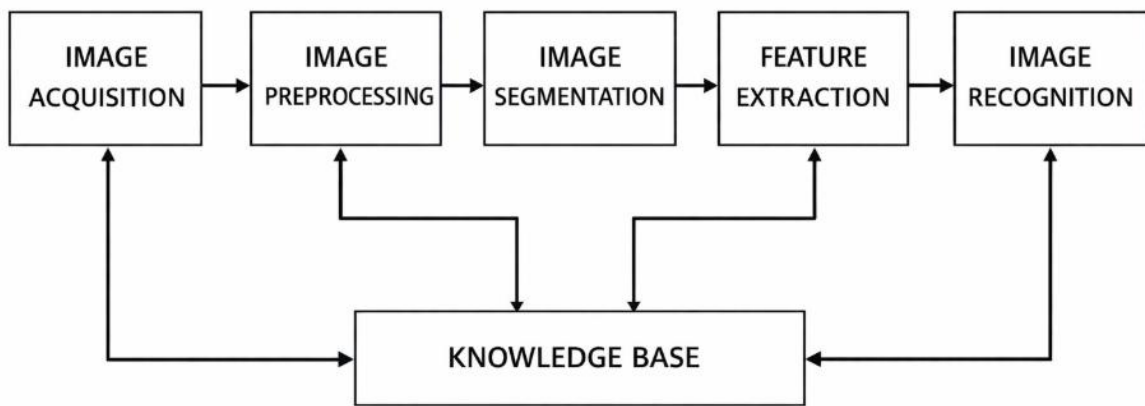 IMAGE
ACQUISITION
IMAGE
PREPROCESSING
IMAGE
SEGMENTATION
FEATURE
EXTRACTION
IMAGE
RECOGNITION
KNOWLEDGE BASE